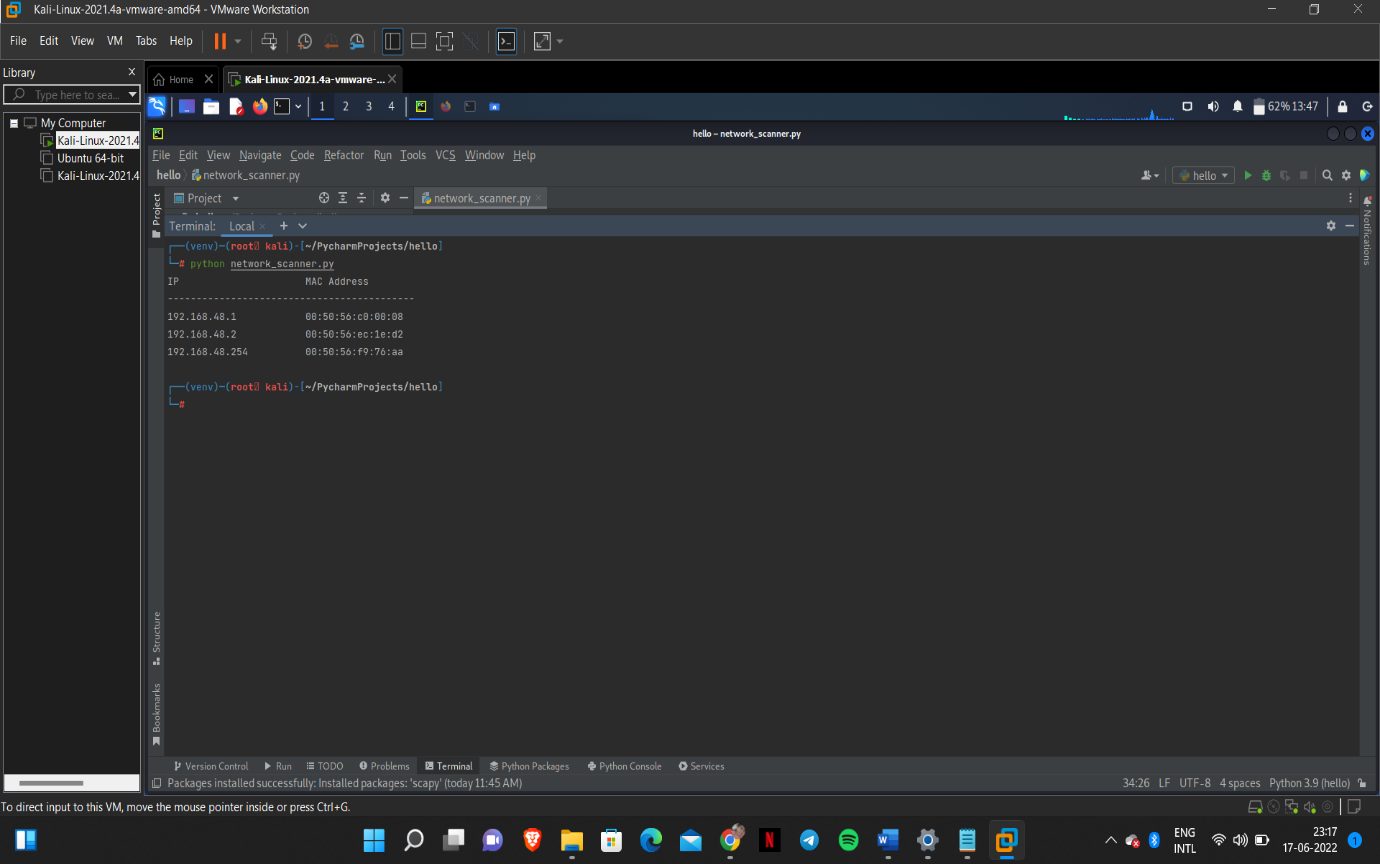 Kali-Linux-2021.4a-vmware-amd64 - VMware Workstation
File Edit View VM Tabs Help
Library X
Type here to sea...
My Computer
Kali-Linux-2021.4
Ubuntu 64-bit
Kali-Linux-2021.4
Home
Kali-Linux-2021.4a-vmware-...
1 2 3 4
62% 13:47
hello – network_scanner.py
File Edit View Navigate Code Refactor Run Tools VCS Window Help
hello network_scanner.py
hello
Project
Project
network_scanner.py
Notifications
Terminal: Local
(venv)-(root kali)-[~/PycharmProjects/hello]
# python network_scanner.py
IP MAC Address
-----------------------------------------
192.168.48.1 00:50:56:c0:00:08
192.168.48.2 00:50:56:ec:1e:d2
192.168.48.254 00:50:56:f9:76:aa
(venv)-(root kali)-[~/PycharmProjects/hello]
#
Structure
Bookmarks
Version Control Run TODO Problems Terminal Python Packages Python Console Services
Packages installed successfully: Installed packages: 'scapy' (today 11:45 AM)
34:26 LF UTF-8 4 spaces Python 3.9 (hello)
To direct input to this VM, move the mouse pointer inside or press Ctrl+G.
ENG
INTL
23:17
17-06-2022
1